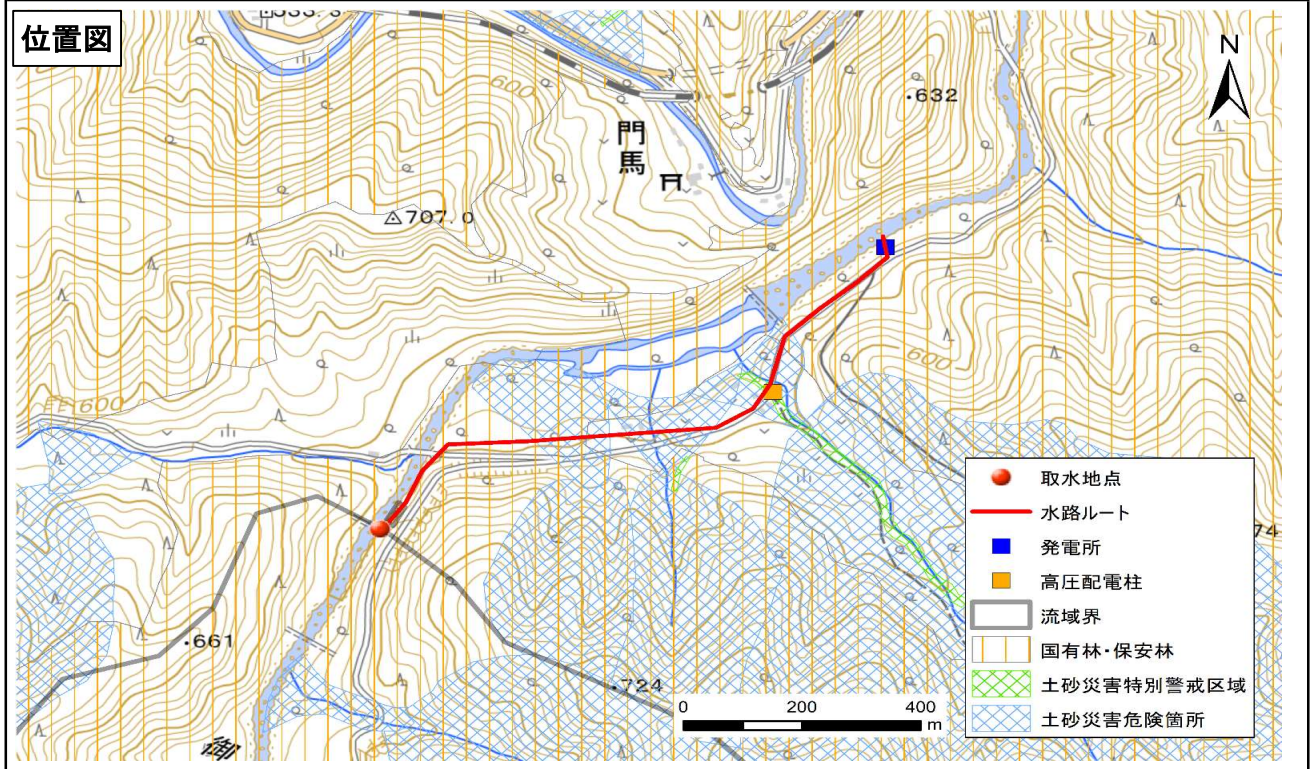 位置図
N
・632
門馬
600
707.0
600
600
・661
・724
0 200 400
m
取水地点
水路ルート
発電所
高圧配電柱
流域界
国有林・保安林
土砂災害特別警戒区域
土砂災害危険箇所